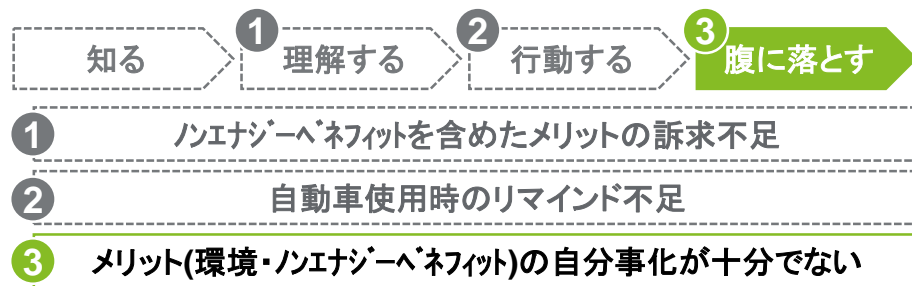 知る
1
理解する
2
行動する
3
腹に落とす
1
ノンエナジーベネフィットを含めたメリットの訴求不足
2
自動車使用時のリマインド不足
3
メリット(環境・ノンエナジーベネフィット)の自分事化が十分でない